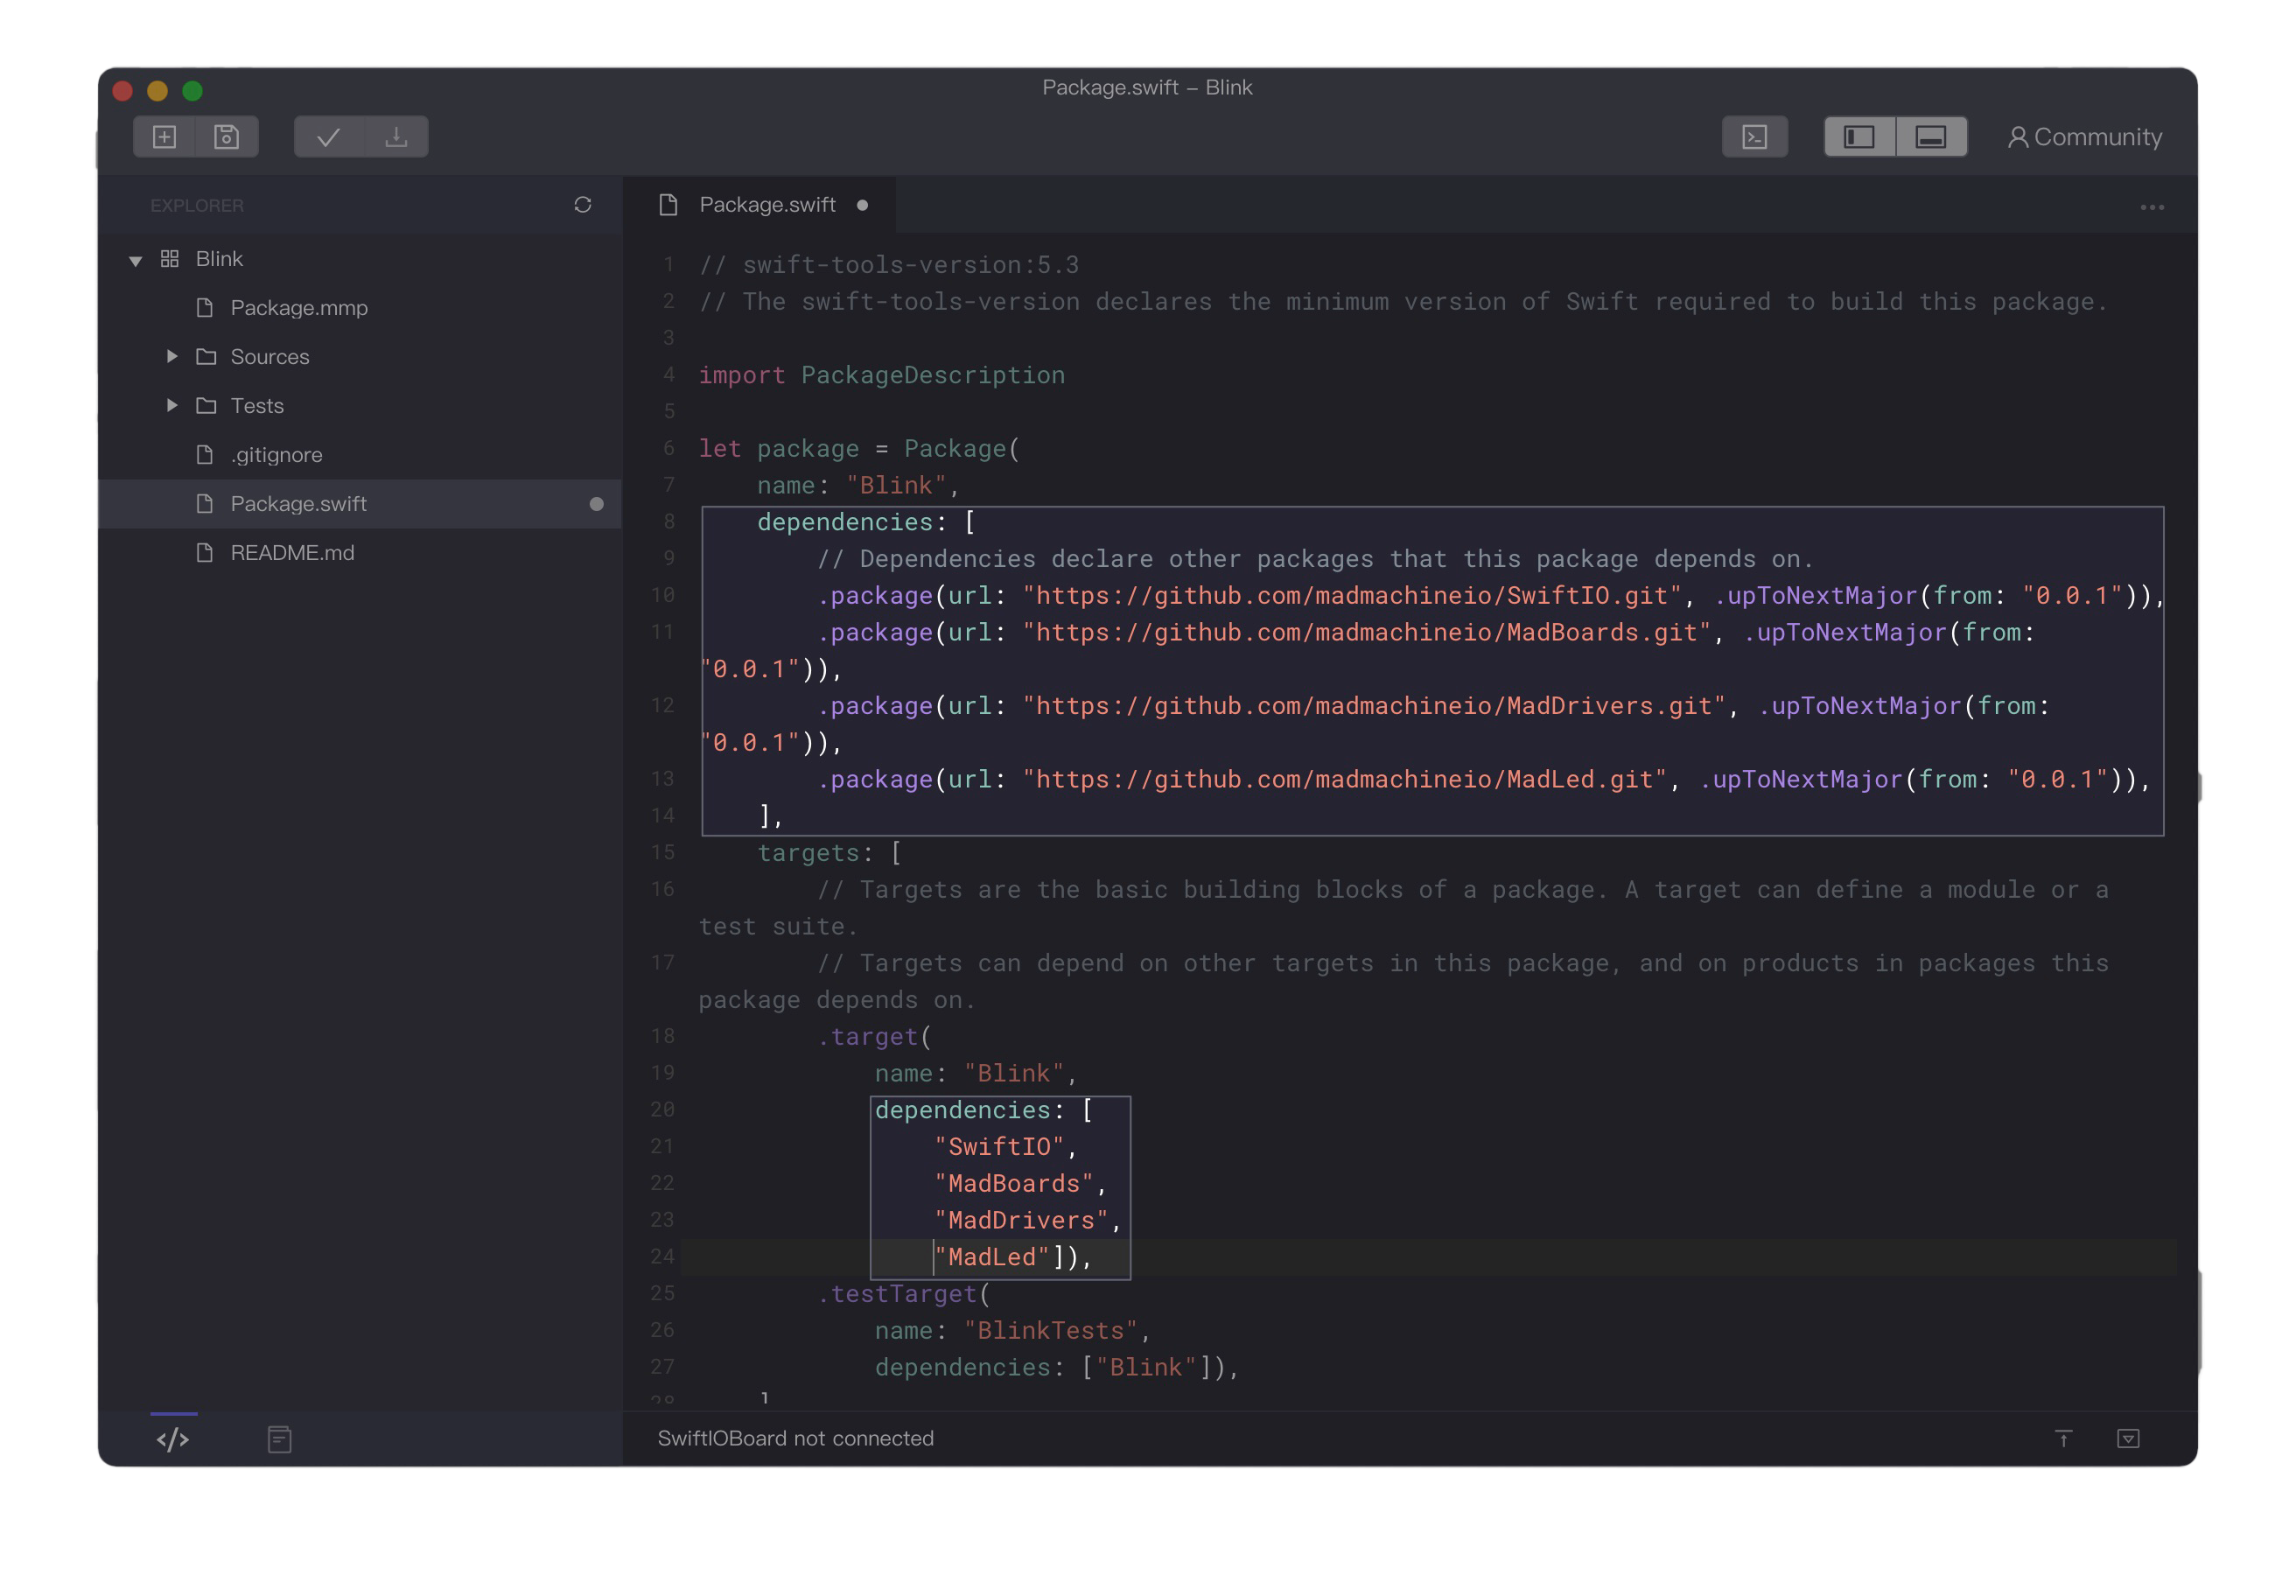 Package.swift – Blink
Community
EXPLORER
Package.swift
Blink
Package.mmp
Sources
Tests
.gitignore
Package.swift
README.md
1 // swift-tools-version:5.3
2 // The swift-tools-version declares the minimum version of Swift required to build this package.
3
4 import PackageDescription
5
6 let package = Package(
7     name: "Blink",
8     dependencies: [
9         // Dependencies declare other packages that this package depends on.
10         .package(url: "https://github.com/madmachineio/SwiftIO.git", .upToNextMajor(from: "0.0.1")),
11         .package(url: "https://github.com/madmachineio/MadBoards.git", .upToNextMajor(from:
"0.0.1")),
12         .package(url: "https://github.com/madmachineio/MadDrivers.git", .upToNextMajor(from:
"0.0.1")),
13         .package(url: "https://github.com/madmachineio/MadLed.git", .upToNextMajor(from: "0.0.1")),
14     ],
15     targets: [
16         // Targets are the basic building blocks of a package. A target can define a module or a
test suite.
17         // Targets can depend on other targets in this package, and on products in packages this
package depends on.
18         .target(
19             name: "Blink",
20             dependencies: [
21                 "SwiftIO",
22                 "MadBoards",
23                 "MadDrivers",
24                 "MadLed"]),
25         .testTarget(
26             name: "BlinkTests",
27             dependencies: ["Blink"]),
28     ]
</> 
SwiftIOBoard not connected